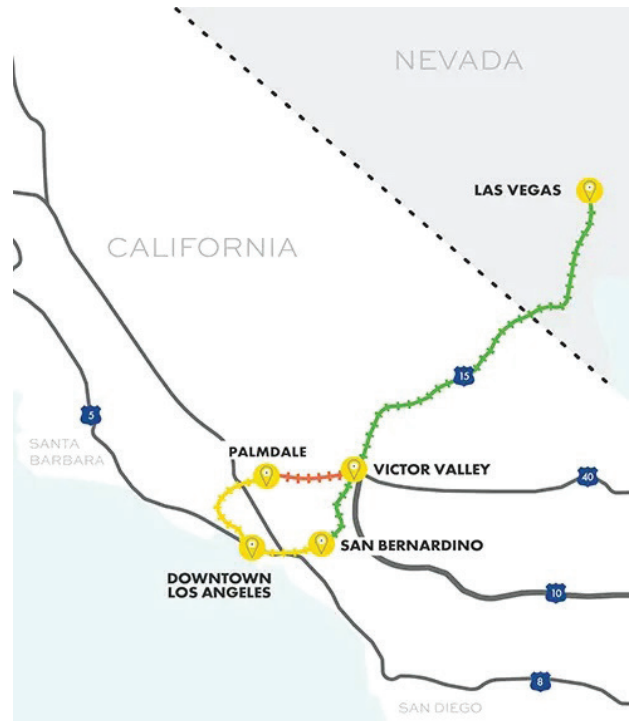 NEVADA
LAS VEGAS
CALIFORNIA
15
5
SANTA
BARBARA
PALMDALE
VICTOR VALLEY
40
SAN BERNARDINO
DOWNTOWN
LOS ANGELES
10
8
SAN DIEGO